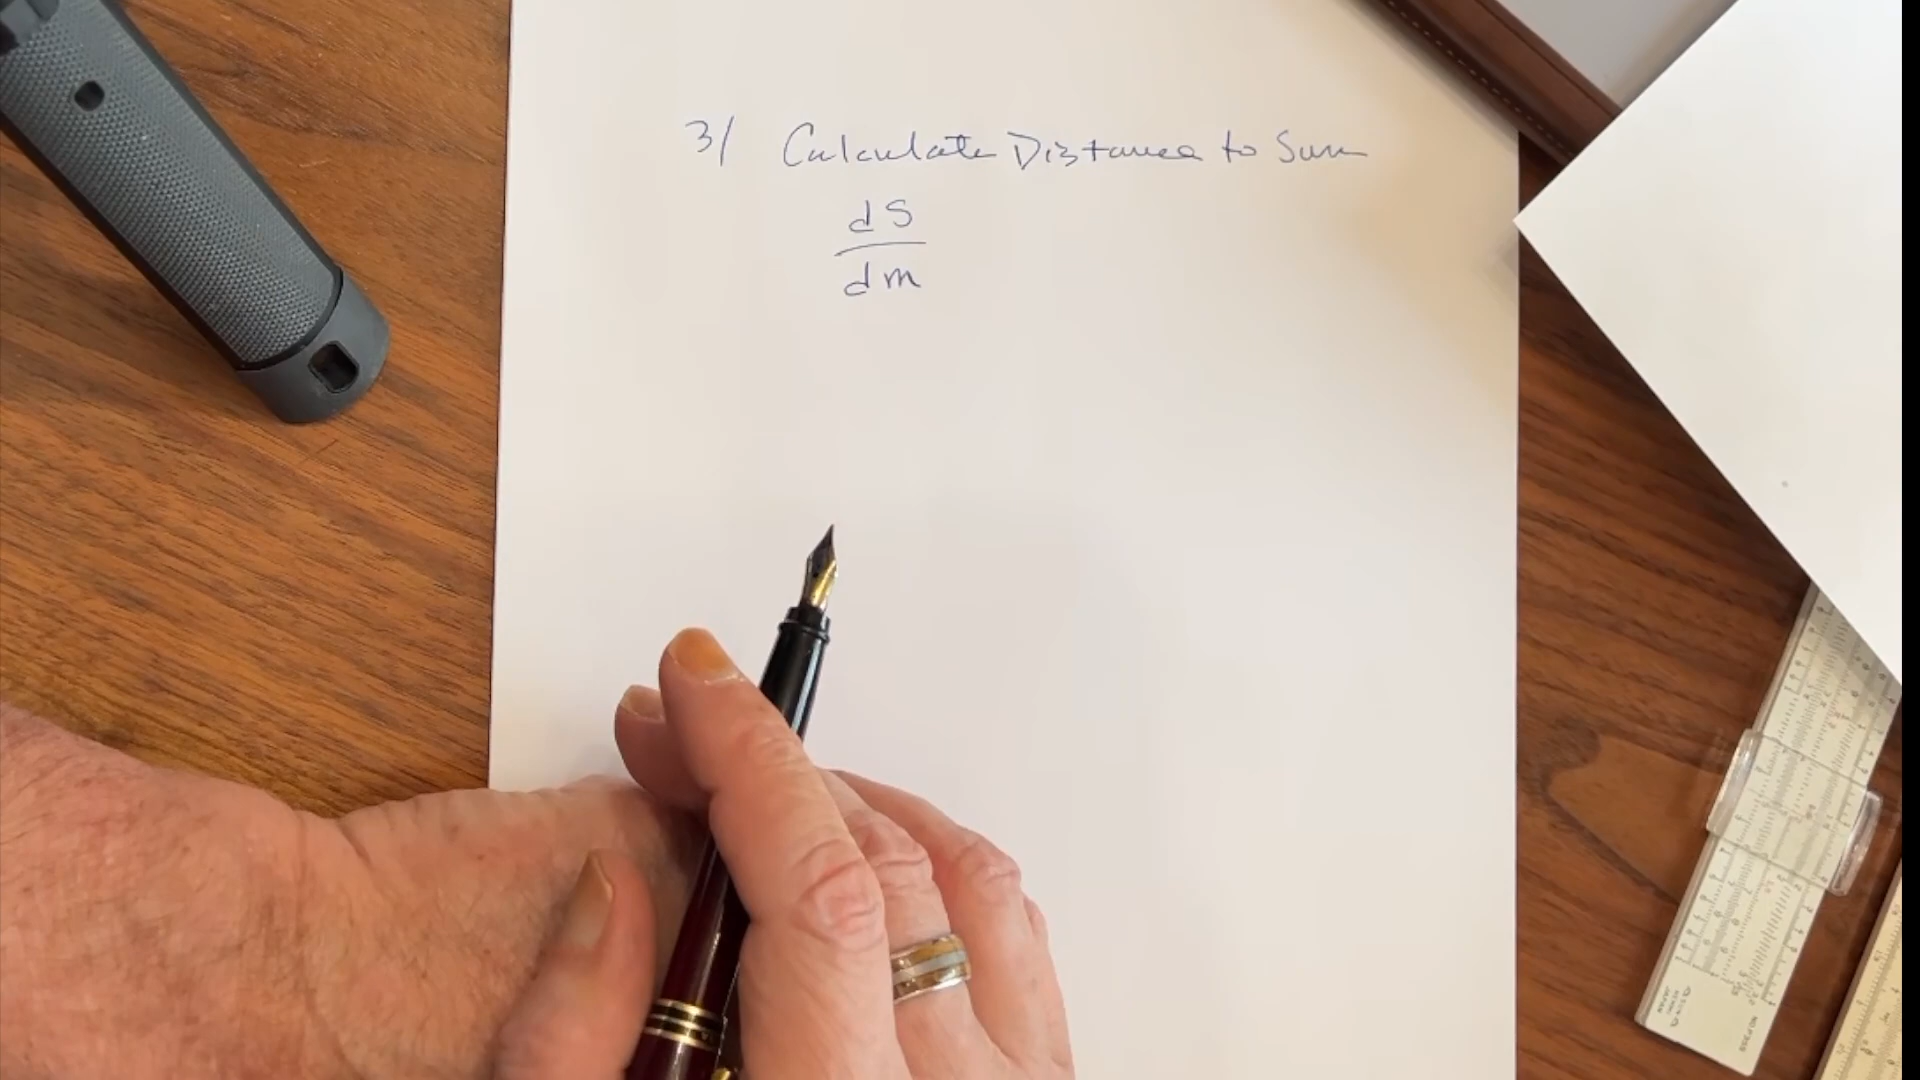 3/ Calculate Distance to Sun
dS
dm